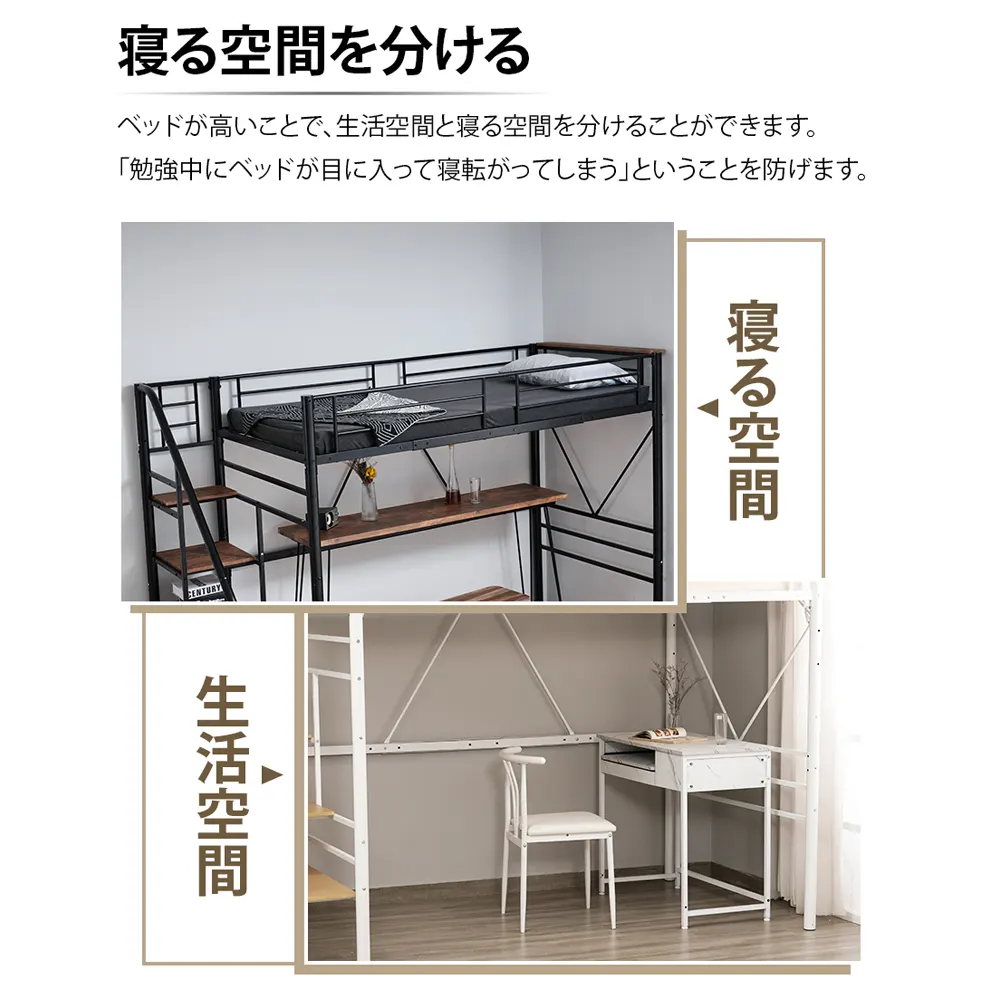 寝る空間を分ける
ベッドが高いことで、生活空間と寝る空間を分けることができます。
「勉強中にベッドが目に入って寝転がってしまう」ということを防げます。
寝る空間
CENTURY
生活空間